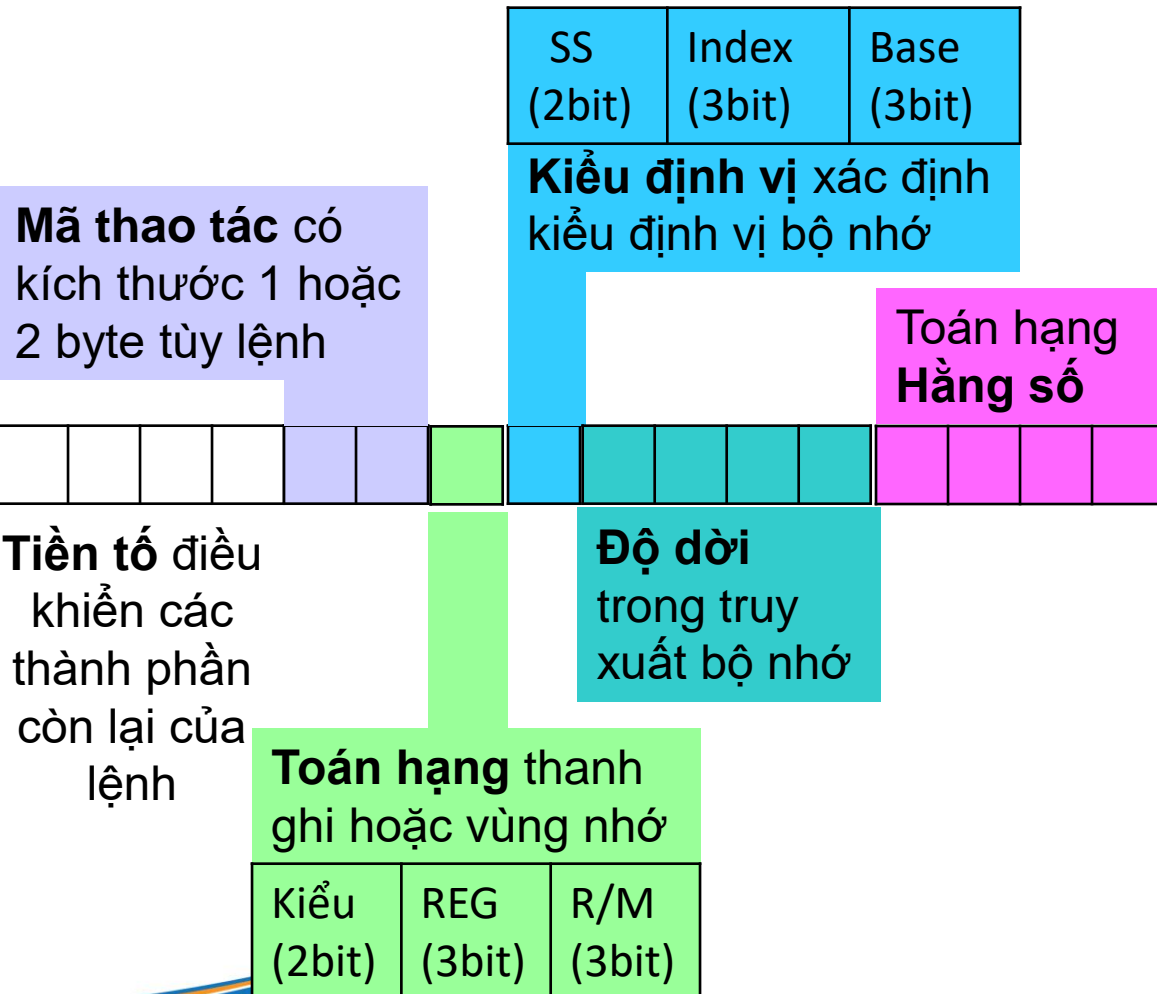 SS
(2bit)
Index
(3bit)
Base
(3bit)
Kiểu định vị xác định
kiểu định vị bộ nhớ
Mã thao tác có
kích thước 1 hoặc
2 byte tùy lệnh
Toán hạng
Hằng số
Tiền tố điều
khiển các
thành phần
còn lại của
lệnh
Độ dời
trong truy
xuất bộ nhớ
Toán hạng thanh
ghi hoặc vùng nhớ
Kiểu
(2bit)
REG
(3bit)
R/M
(3bit)